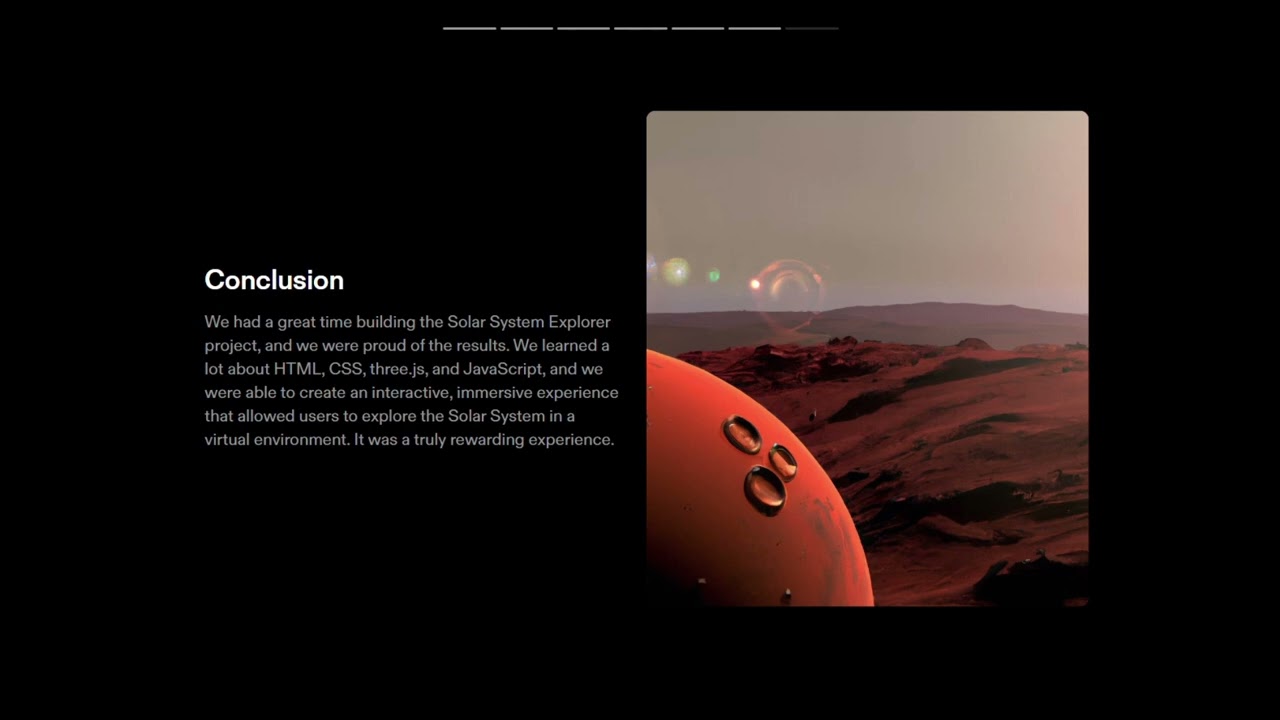 Conclusion
We had a great time building the Solar System Explorer
project, and we were proud of the results. We learned a
lot about HTML, CSS, three.js, and JavaScript, and we
were able to create an interactive, immersive experience
that allowed users to explore the Solar System in a
virtual environment. It was a truly rewarding experience.